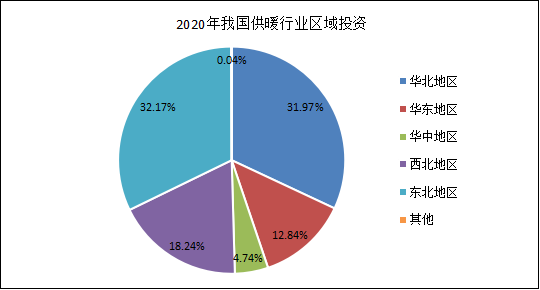 2020年我国供暖行业区域投资
0.04%
31.97%
32.17%
12.84%
18.24%
4.74%
华北地区
华东地区
华中地区
西北地区
东北地区
其他